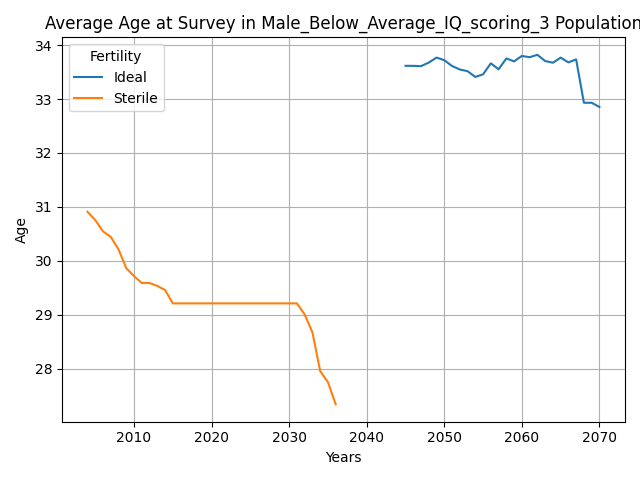 Average Age at Survey in Male_Below_Average_IQ_scoring_3 Population
Fertility
Ideal
Sterile
34
33
32
31
30
29
28
Age
2010 2020 2030 2040 2050 2060 2070
Years